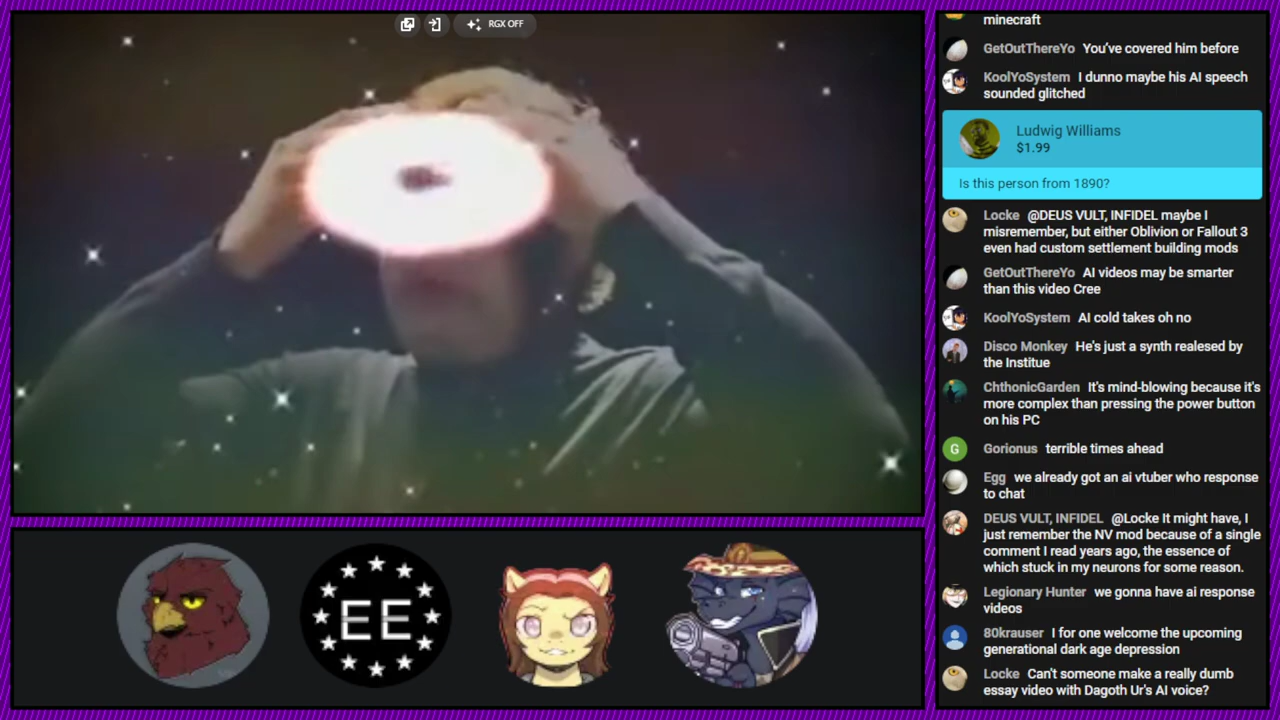 RGX OFF
EE
minecraft
GetOutThereYo You've covered him before
KoolYoSystem I dunno maybe his AI speech
sounded glitched
Ludwig Williams
$1.99
Is this person from 1890?
Locke @DEUS VULT, INFIDEL maybe I
misremember, but either Oblivion or Fallout 3
even had custom settlement building mods
GetOutThereYo AI videos may be smarter
than this video Cree
KoolYoSystem AI cold takes oh no
Disco Monkey He's just a synth realesed by
the Institue
ChthonicGarden It's mind-blowing because it's
more complex than pressing the power button
on his PC
G
Gorionus terrible times ahead
Egg we already got an ai vtuber who response
to chat
DEUS VULT, INFIDEL @Locke It might have, I
just remember the NV mod because of a single
comment I read years ago, the essence of
which stuck in my neurons for some reason.
Legionary Hunter we gonna have ai response
videos
80krauser I for one welcome the upcoming
generational dark age depression
Locke Can't someone make a really dumb
essay video with Dagoth Ur's AI voice?